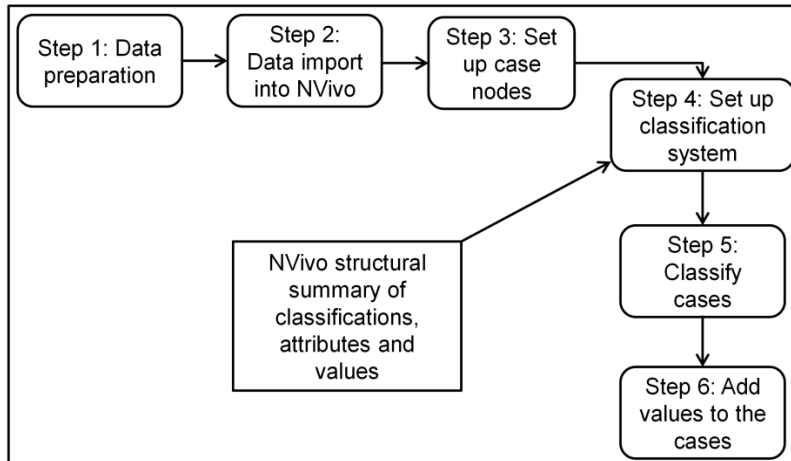 Step 1: Data
preparation
Step 2:
Data import
into NVivo
Step 3: Set
up case
nodes
Step 4: Set up
classification
system
NVivo structural
summary of
classifications,
attributes and
values
Step 5:
Classify
cases
Step 6: Add
values to the
cases